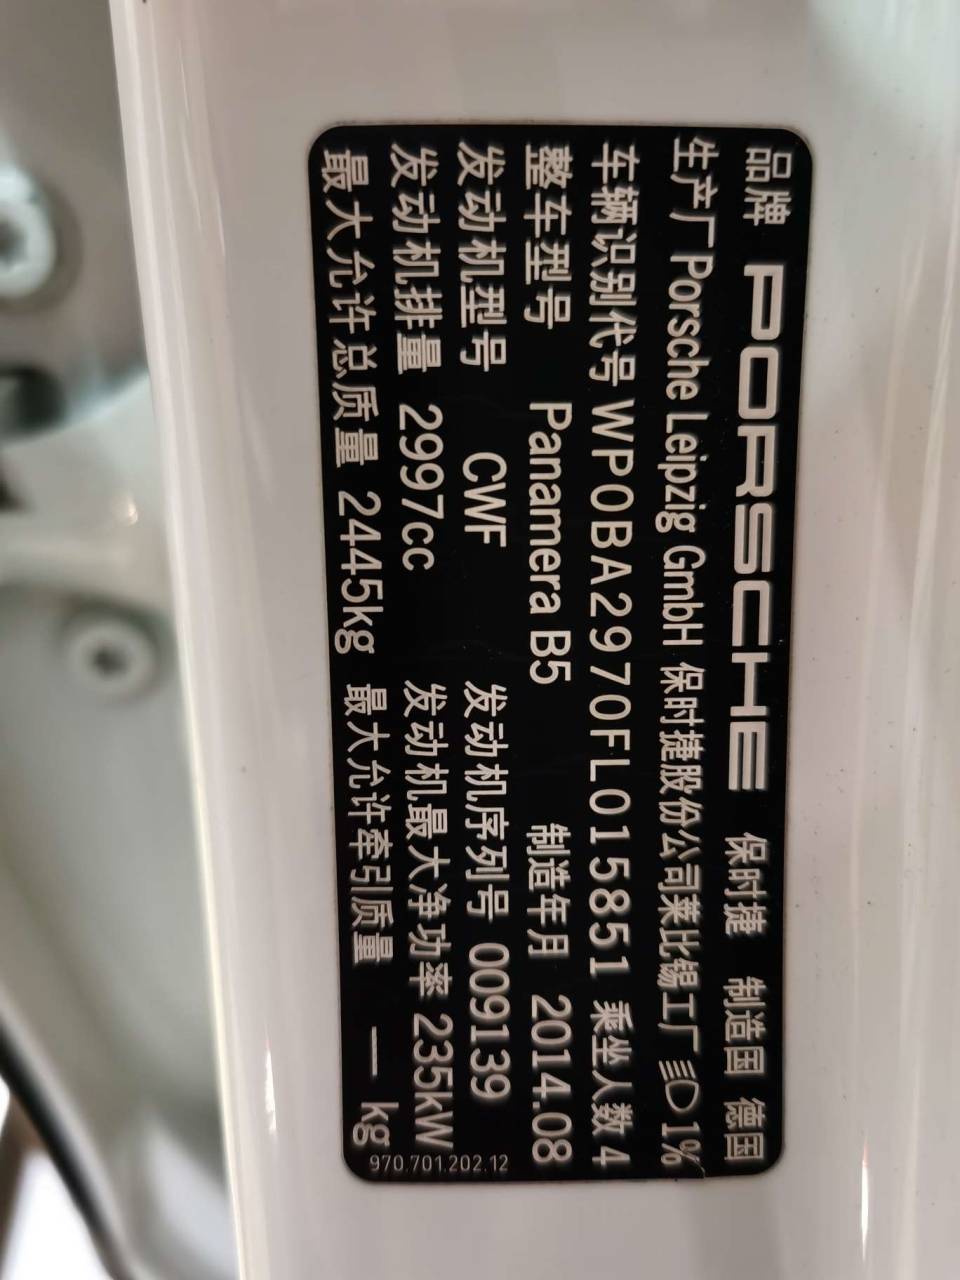 品牌 PORSCHE 保时捷 制造国 德国
生产厂 Porsche Leipzig GmbH 保时捷股份公司莱比锡工厂 1%
车辆识别代号 WP0BA2970FL015851 乘坐人数 4
整车型号 Panamera B5 制造年月 2014.08
发动机型号 CWF 发动机序列号 009139
发动机排量 2997cc 发动机最大净功率 235kW
最大允许总质量 2445kg 最大允许牵引质量 — kg
970.701.202.12